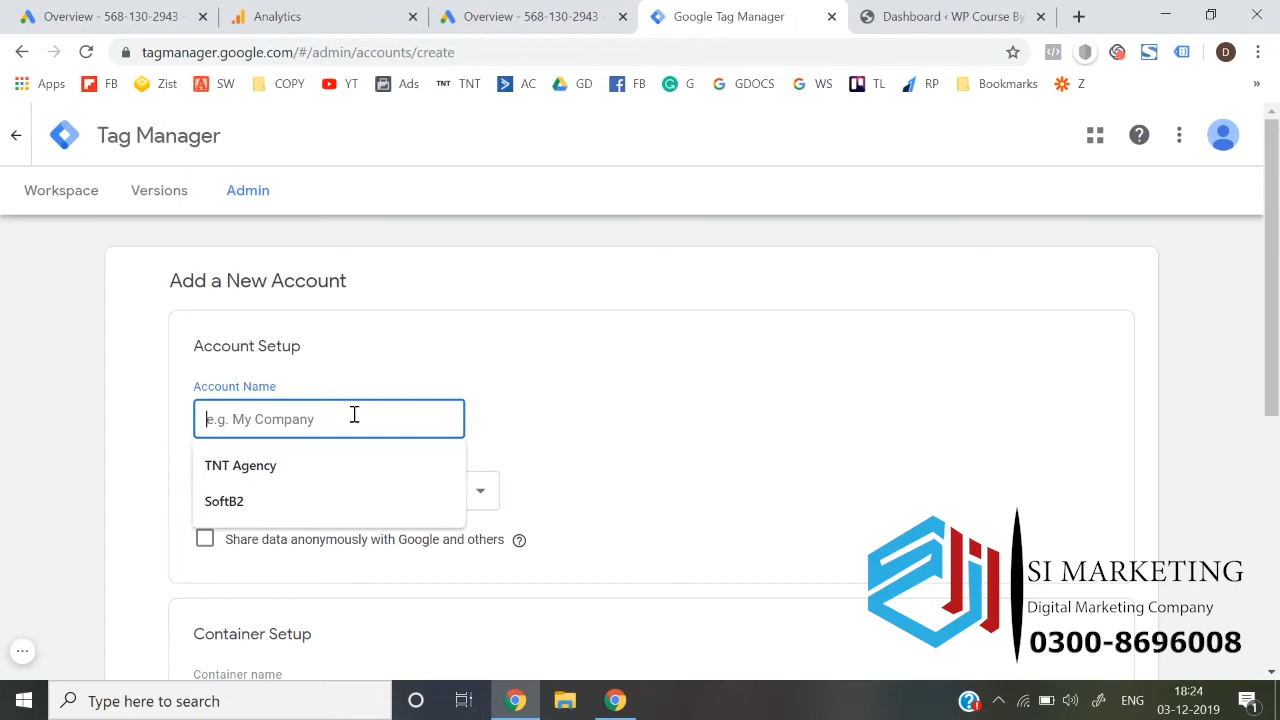 Overview - 568-130-2943 -
Analytics
Overview - 568-130-2943 -
Google Tag Manager
Dashboard ‹ WP Course By
tagmanager.google.com/#/admin/accounts/create
D
Apps
FB
Zist
SW
COPY
YT
Ads
TNT TNT
AC
GD
FB
G
GDOCS
WS
TL
RP
Bookmarks
Z
»
Tag Manager
Workspace
Versions
Admin
Add a New Account
Account Setup
Account Name
e.g. My Company
TNT Agency
SoftB2
Share data anonymously with Google and others
Container Setup
Container name
SI MARKETING
Digital Marketing Company
0300-8696008
Type here to search
ENG
18:24
03-12-2019
1